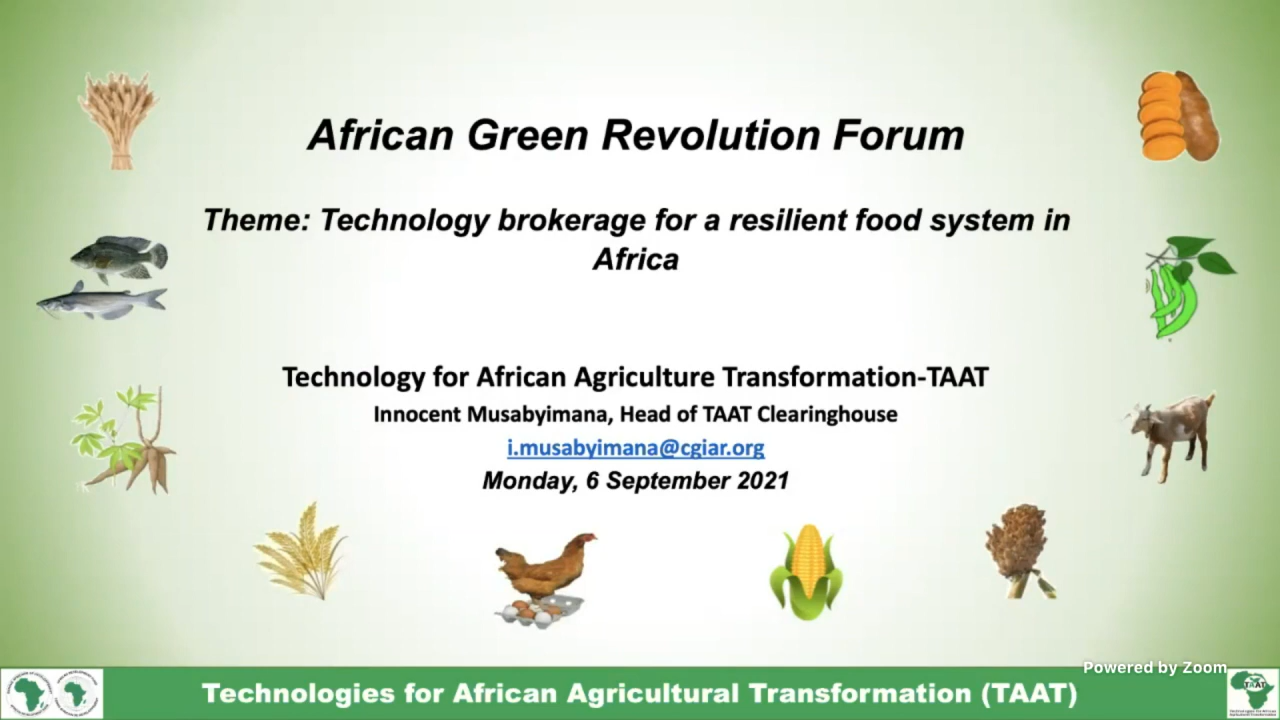 African Green Revolution Forum
Theme: Technology brokerage for a resilient food system in
Africa
Technology for African Agriculture Transformation-TAAT
Innocent Musabyimana, Head of TAAT Clearinghouse
i.musabyimana@cgiar.org
Monday, 6 September 2021
Powered by Zoom
Technologies for African Agricultural Transformation (TAAT)
TAAT